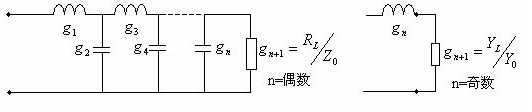 g1
g3
g2
g4
gn
gn+1 = RL/Z0
n=偶数
gn
gn+1 = YL/Y0
n=奇数